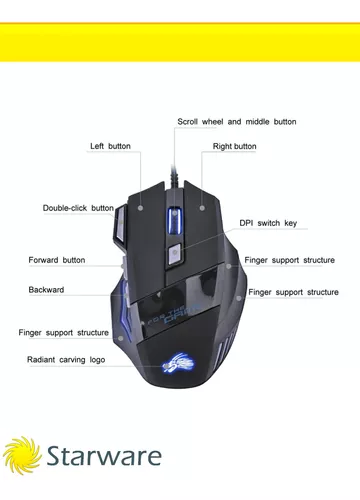 Scroll wheel and middle button
Left button
Right button
Double-click button
DPI switch key
Forward button
Finger support structure
Backward
Finger support structure
Finger support structure
Radiant carving logo
Starware